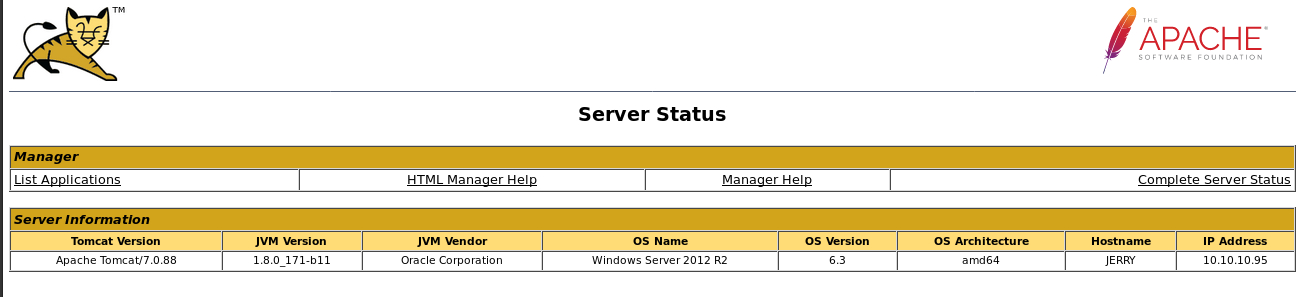 TM
THE
APACHE®
SOFTWARE FOUNDATION
Server Status
Manager
List Applications HTML Manager Help Manager Help Complete Server Status
Server Information
Tomcat Version JVM Version JVM Vendor OS Name OS Version OS Architecture Hostname IP Address
Apache Tomcat/7.0.88 1.8.0_171-b11 Oracle Corporation Windows Server 2012 R2 6.3 amd64 JERRY 10.10.10.95